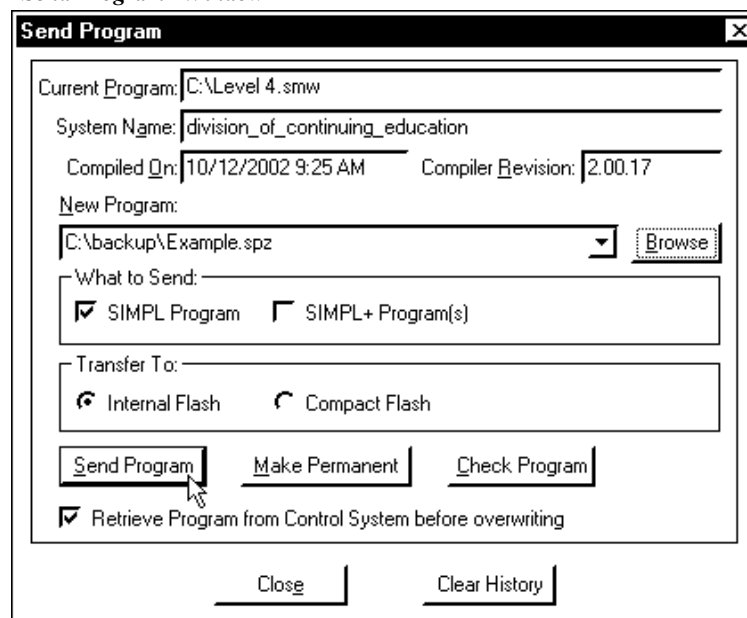 Send Program
Current Program: C:\Level 4.smw
System Name: division_of_continuing_education
Compiled On: 10/12/2002 9:25 AM Compiler Revision: 2.00.17
New Program:
C:\backup\Example.spz Browse
What to Send:
SIMPL Program SIMPL+ Program(s)
Transfer To:
Internal Flash Compact Flash
Send Program Make Permanent Check Program
Retrieve Program from Control System before overwriting
Close Clear History